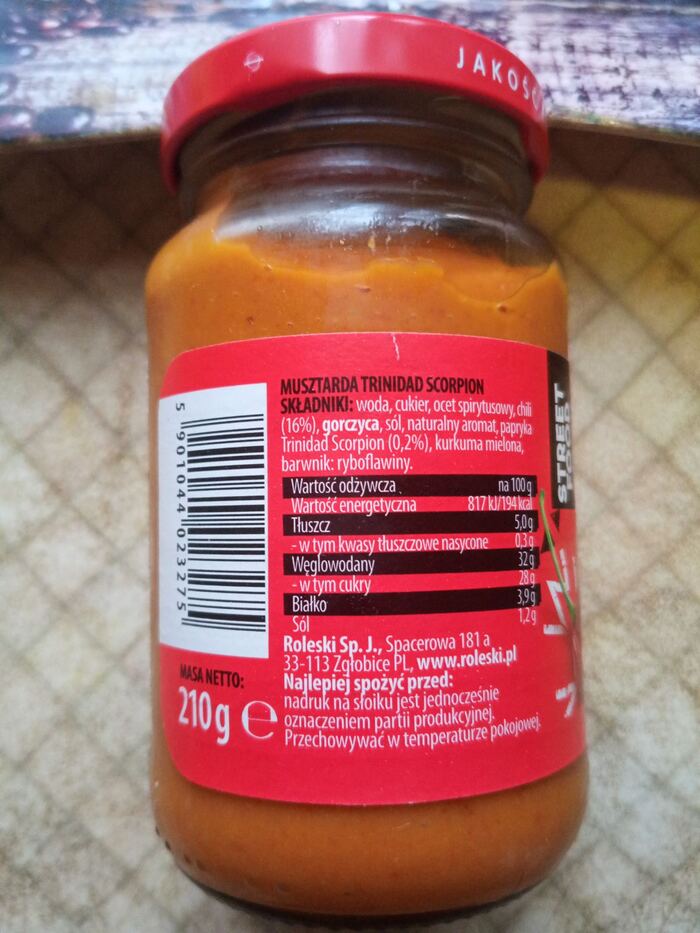 JAKOŚĆ
MUSZTARDA TRINIDAD SCORPION
SKŁADNIKI: woda, cukier, ocet spirytusowy, chili
(16%), gorczyca, sól, naturalny aromat, papryka
Trinidad Scorpion (0,2%), kurkuma mielona,
barwnik: ryboflawiny.
Wartość odżywcza na 100 g
Wartość energetyczna 817 kJ/194 kcal
Tłuszcz 5,0 g
- w tym kwasy tłuszczowe nasycone 0,3 g
Węglowodany 32 g
- w tym cukry 28 g
Białko 3,9 g
Sól 1,2 g
Roleski Sp. J., Spacerowa 181 a
33-113 Zgłobice PL, www.roleski.pl
Najlepiej spożyć przed:
nadruk na słoiku jest jednocześnie
oznaczeniem partii produkcyjnej.
Przechowywać w temperaturze pokojowej.
MASA NETTO:
210 g e
5 901044 023275
STREET
FOOD